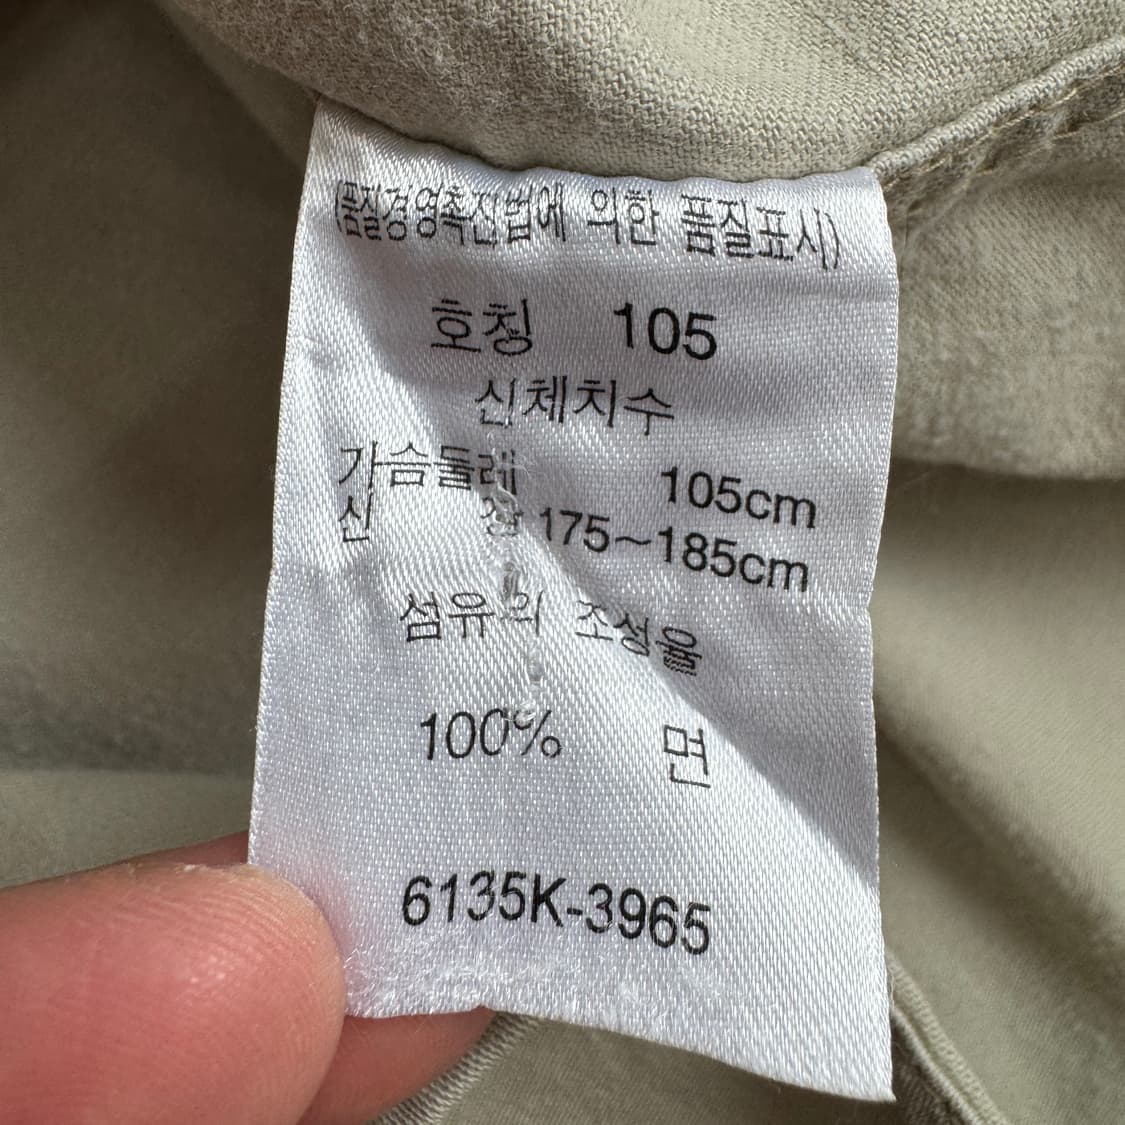 (품질경영촉진법에 의한 품질표시)
호칭 105
신체치수
가슴둘레 105cm
신 장 175~185cm
섬유의 조성율
100% 면
6135K-3965